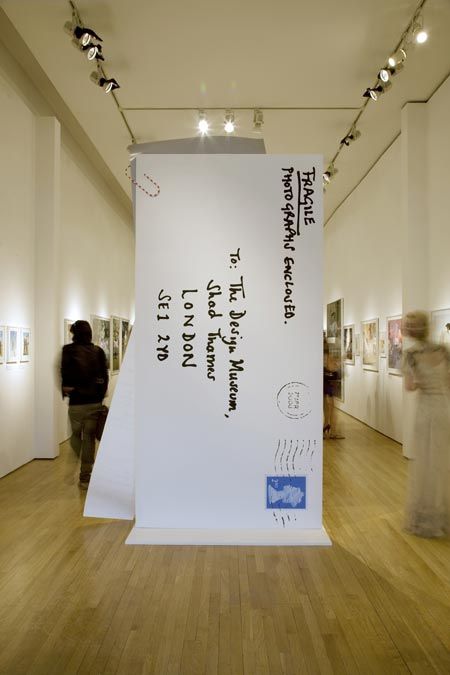 FRAGILE
PHOTOGRAPHS ENCLOSED.
To: The Design Museum,
Shad Thames
LONDON
SE1 2YD